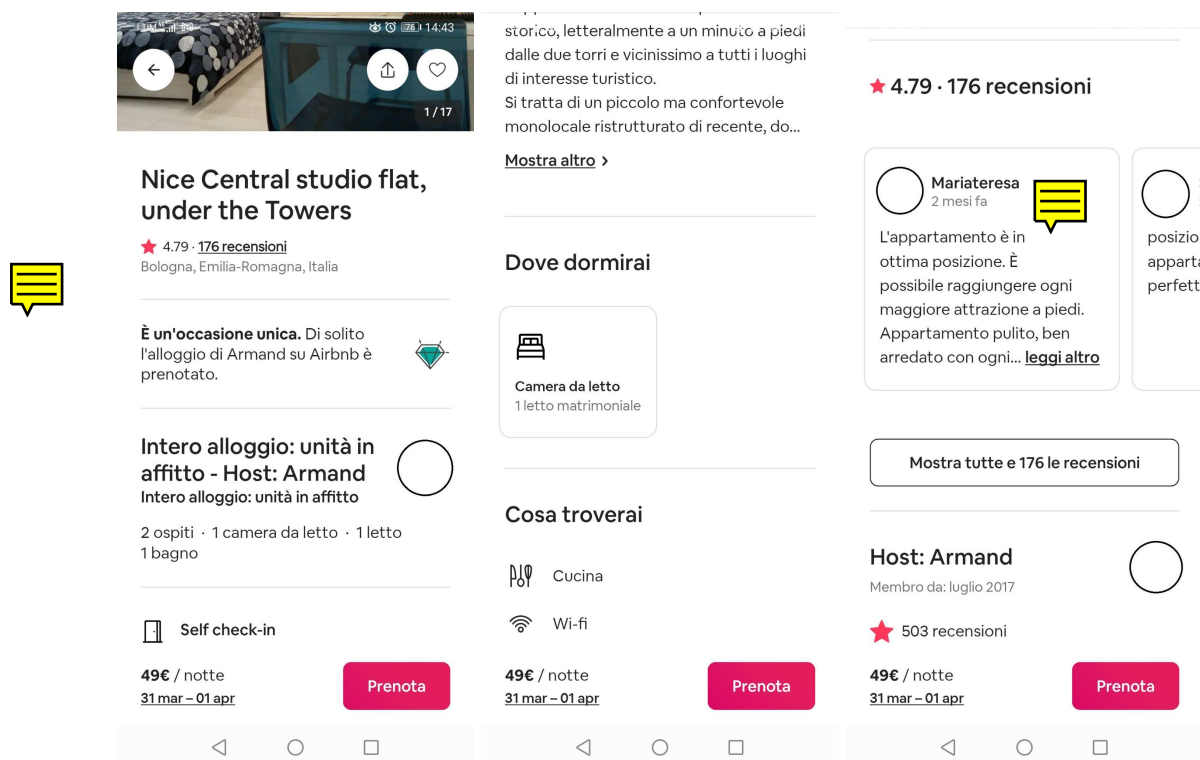 76 14:43
1 / 17
Nice Central studio flat,
under the Towers
4.79 · 176 recensioni
Bologna, Emilia-Romagna, Italia
È un'occasione unica. Di solito
l'alloggio di Armand su Airbnb è
prenotato.
Intero alloggio: unità in
affitto - Host: Armand
Intero alloggio: unità in affitto
2 ospiti · 1 camera da letto · 1 letto
1 bagno
Self check-in
49€ / notte
31 mar – 01 apr
Prenota
storico, letteralmente a un minuto a piedi
dalle due torri e vicinissimo a tutti i luoghi
di interesse turistico.
Si tratta di un piccolo ma confortevole
monolocale ristrutturato di recente, do...
Mostra altro >
Dove dormirai
Camera da letto
1 letto matrimoniale
Cosa troverai
Cucina
Wi-fi
49€ / notte
31 mar – 01 apr
Prenota
4.79 · 176 recensioni
Mariateresa
2 mesi fa
L'appartamento è in
ottima posizione. È
possibile raggiungere ogni
maggiore attrazione a piedi.
Appartamento pulito, ben
arredato con ogni... leggi altro
posizio
apparta
perfett
Mostra tutte e 176 le recensioni
Host: Armand
Membro da: luglio 2017
503 recensioni
49€ / notte
31 mar – 01 apr
Prenota